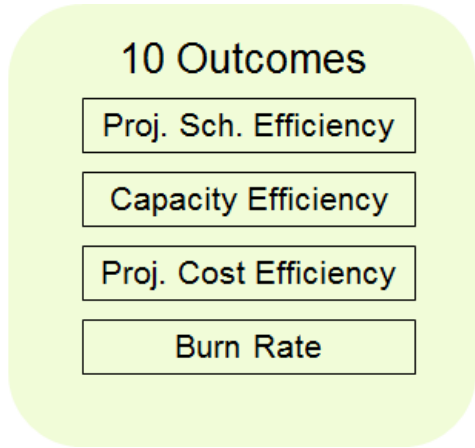 10 Outcomes
Proj. Sch. Efficiency
Capacity Efficiency
Proj. Cost Efficiency
Burn Rate